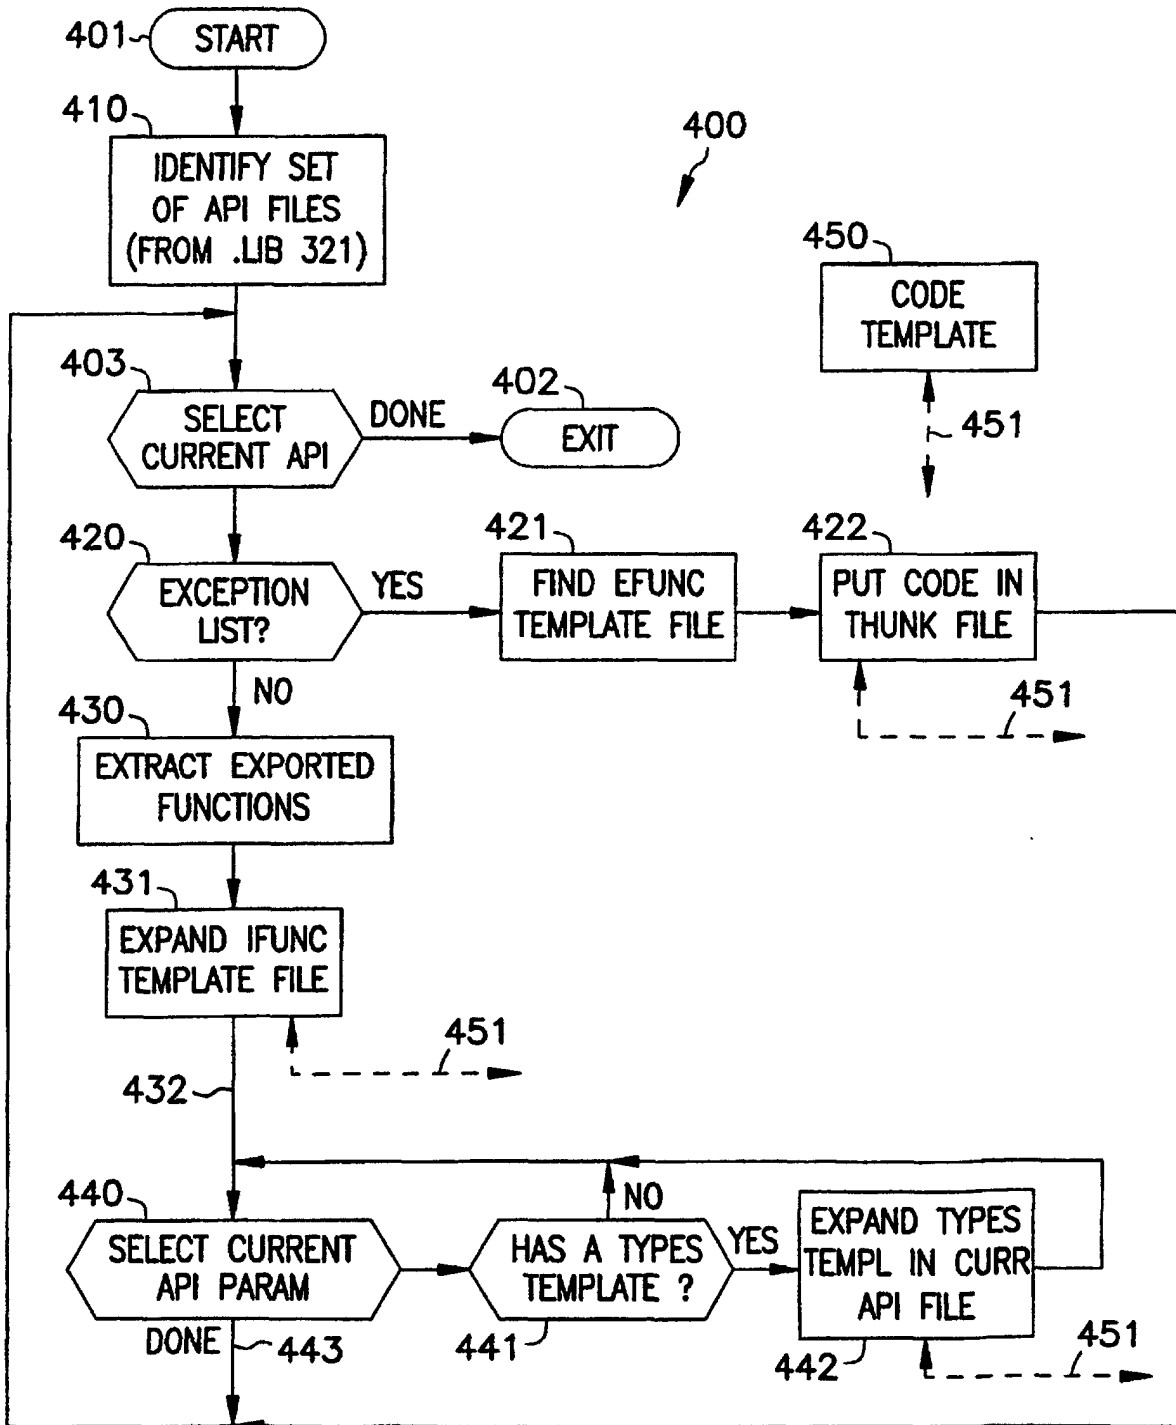 401
START
410
IDENTIFY SET
OF API FILES
(FROM .LIB 321)
400
450
CODE
TEMPLATE
451
403
SELECT
CURRENT API
DONE
402
EXIT
420
EXCEPTION
LIST?
YES
421
FIND EFUNC
TEMPLATE FILE
422
PUT CODE IN
THUNK FILE
451
NO
430
EXTRACT EXPORTED
FUNCTIONS
431
EXPAND IFUNC
TEMPLATE FILE
451
432
440
SELECT CURRENT
API PARAM
NO
HAS A TYPES
TEMPLATE ?
441
YES
EXPAND TYPES
TEMPL IN CURR
API FILE
442
451
DONE
443